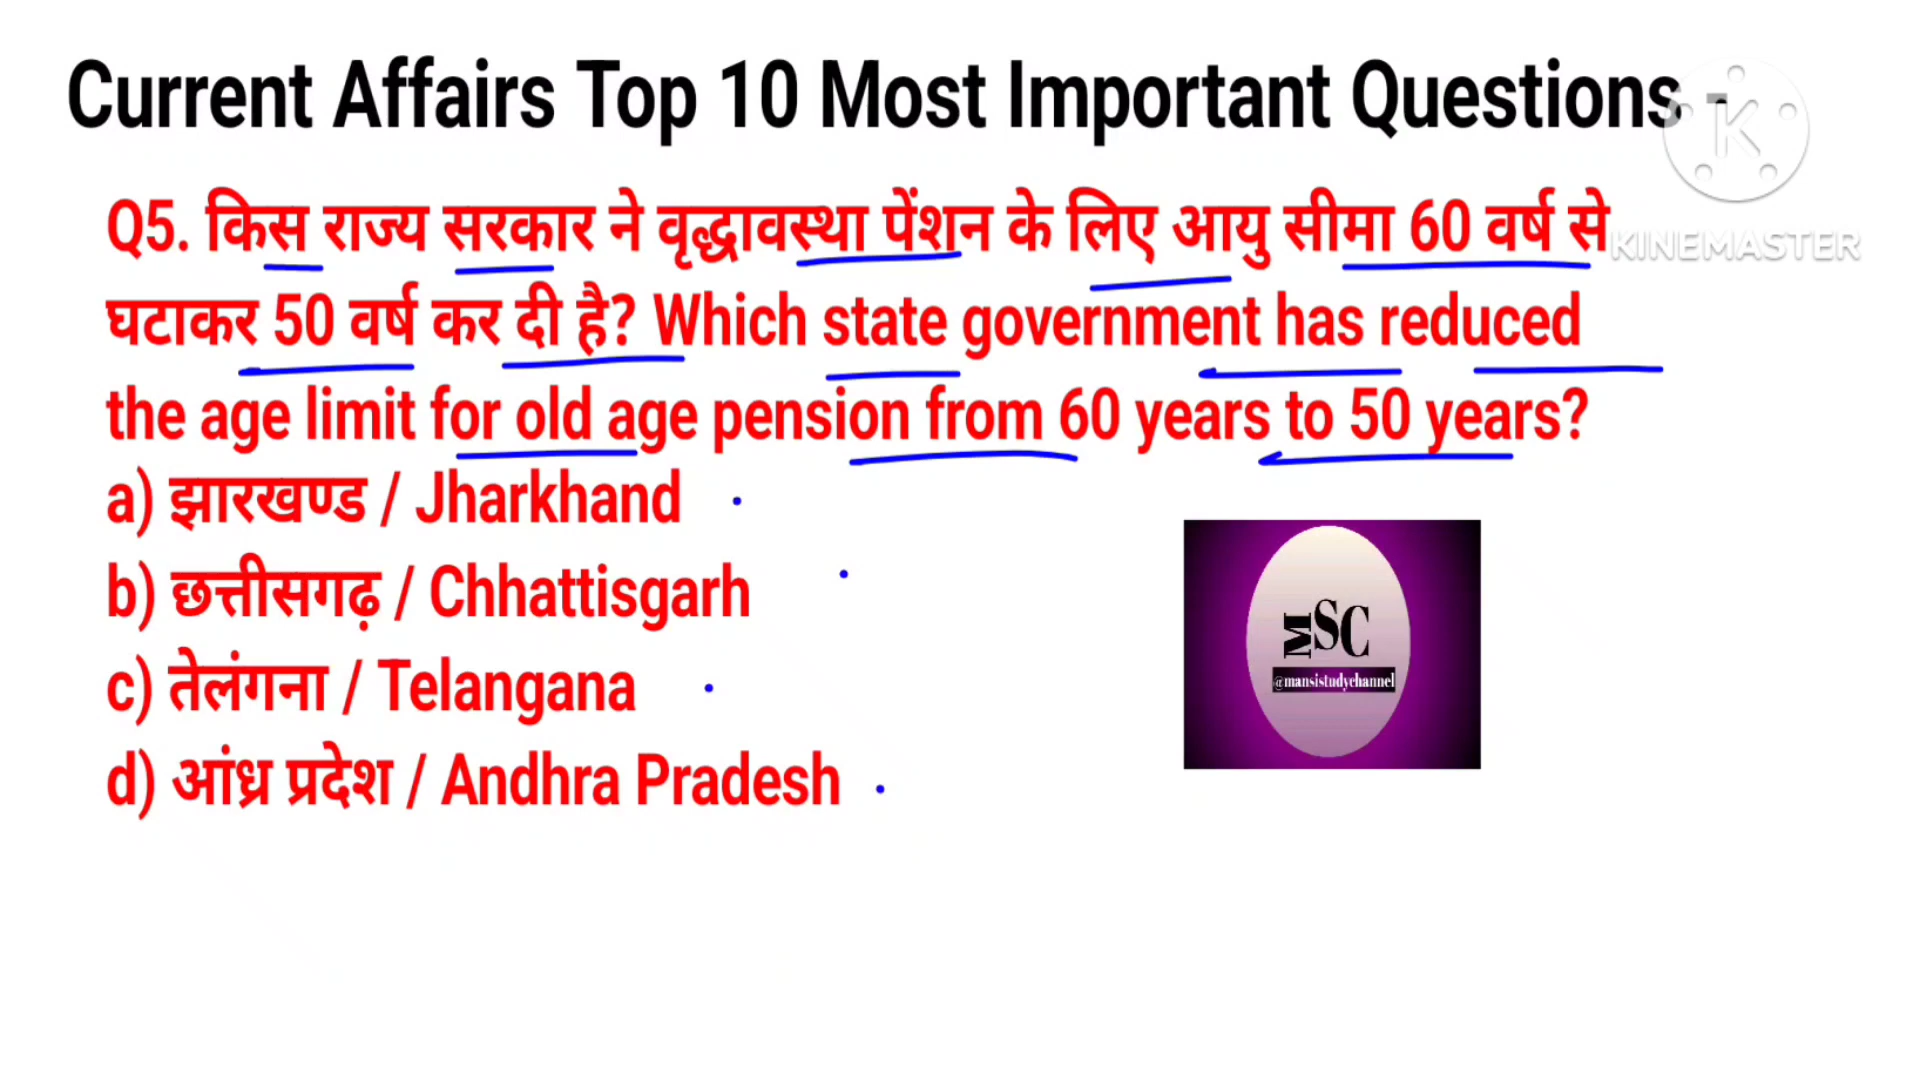 Current Affairs Top 10 Most Important Questions -
KINEMASTER
Q5. किस राज्य सरकार ने वृद्धावस्था पेंशन के लिए आयु सीमा 60 वर्ष से
घटाकर 50 वर्ष कर दी है? Which state government has reduced
the age limit for old age pension from 60 years to 50 years?
a) झारखण्ड / Jharkhand
b) छत्तीसगढ़ / Chhattisgarh
c) तेलंगना / Telangana
d) आंध्र प्रदेश / Andhra Pradesh
MSC
@mansistudychannel